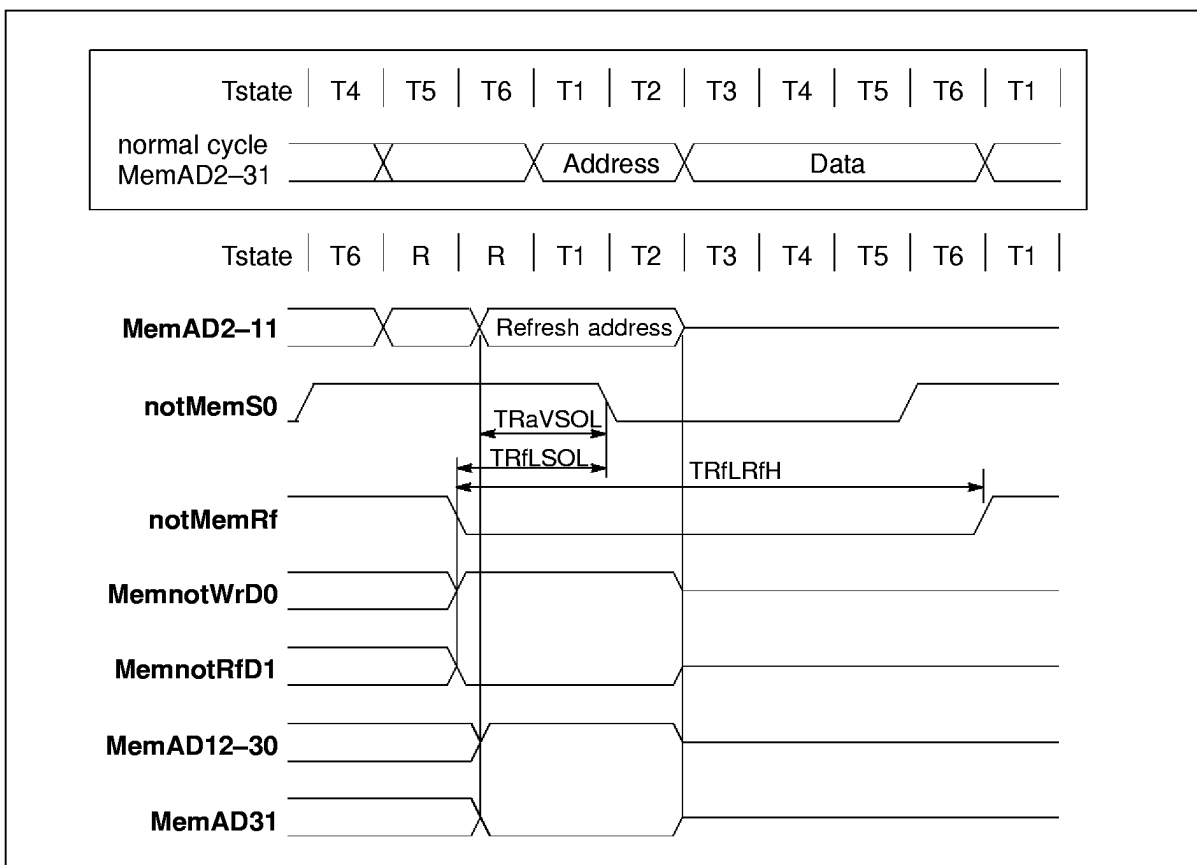 Tstate T4 T5 T6 T1 T2 T3 T4 T5 T6 T1
normal cycle
MemAD2–31 Address Data
Tstate T6 R R T1 T2 T3 T4 T5 T6 T1
MemAD2–11 Refresh address
notMemS0
TRaVSOL
TRfLSOL
TRfLRfH
notMemRf
MemnotWrD0
MemnotRfD1
MemAD12–30
MemAD31